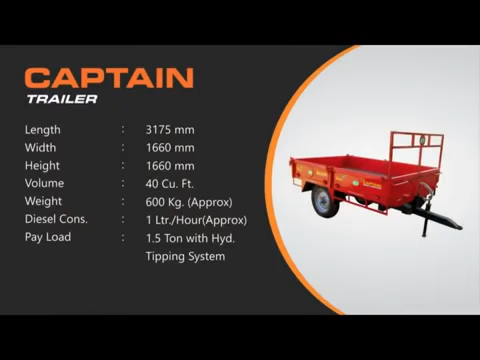 CAPTAIN
TRAILER
Length : 3175 mm
Width : 1660 mm
Height : 1660 mm
Volume : 40 Cu. Ft.
Weight : 600 Kg. (Approx)
Diesel Cons. : 1 Ltr./Hour(Approx)
Pay Load : 1.5 Ton with Hyd.
Tipping System
CAPTAIN